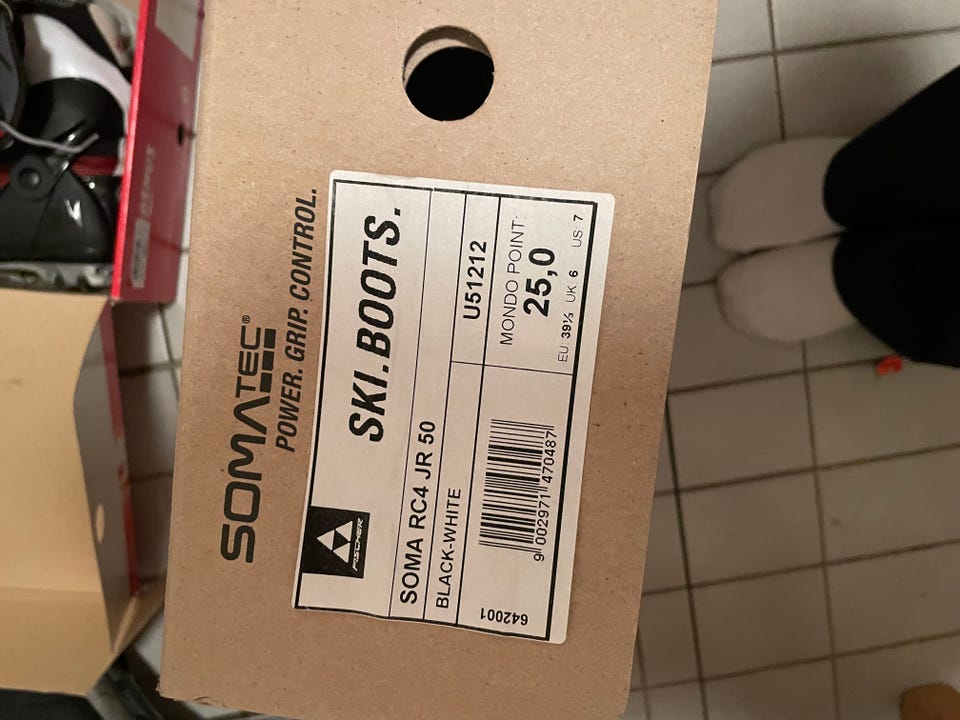 SOMATEC®
POWER. GRIP. CONTROL.
SKI.BOOTS.
FISCHER
SOMA RC4 JR 50
BLACK-WHITE
U51212
MONDO POINT:
25,0
EU: 39⅓ UK 6 US: 7
9 002971 470487
642001